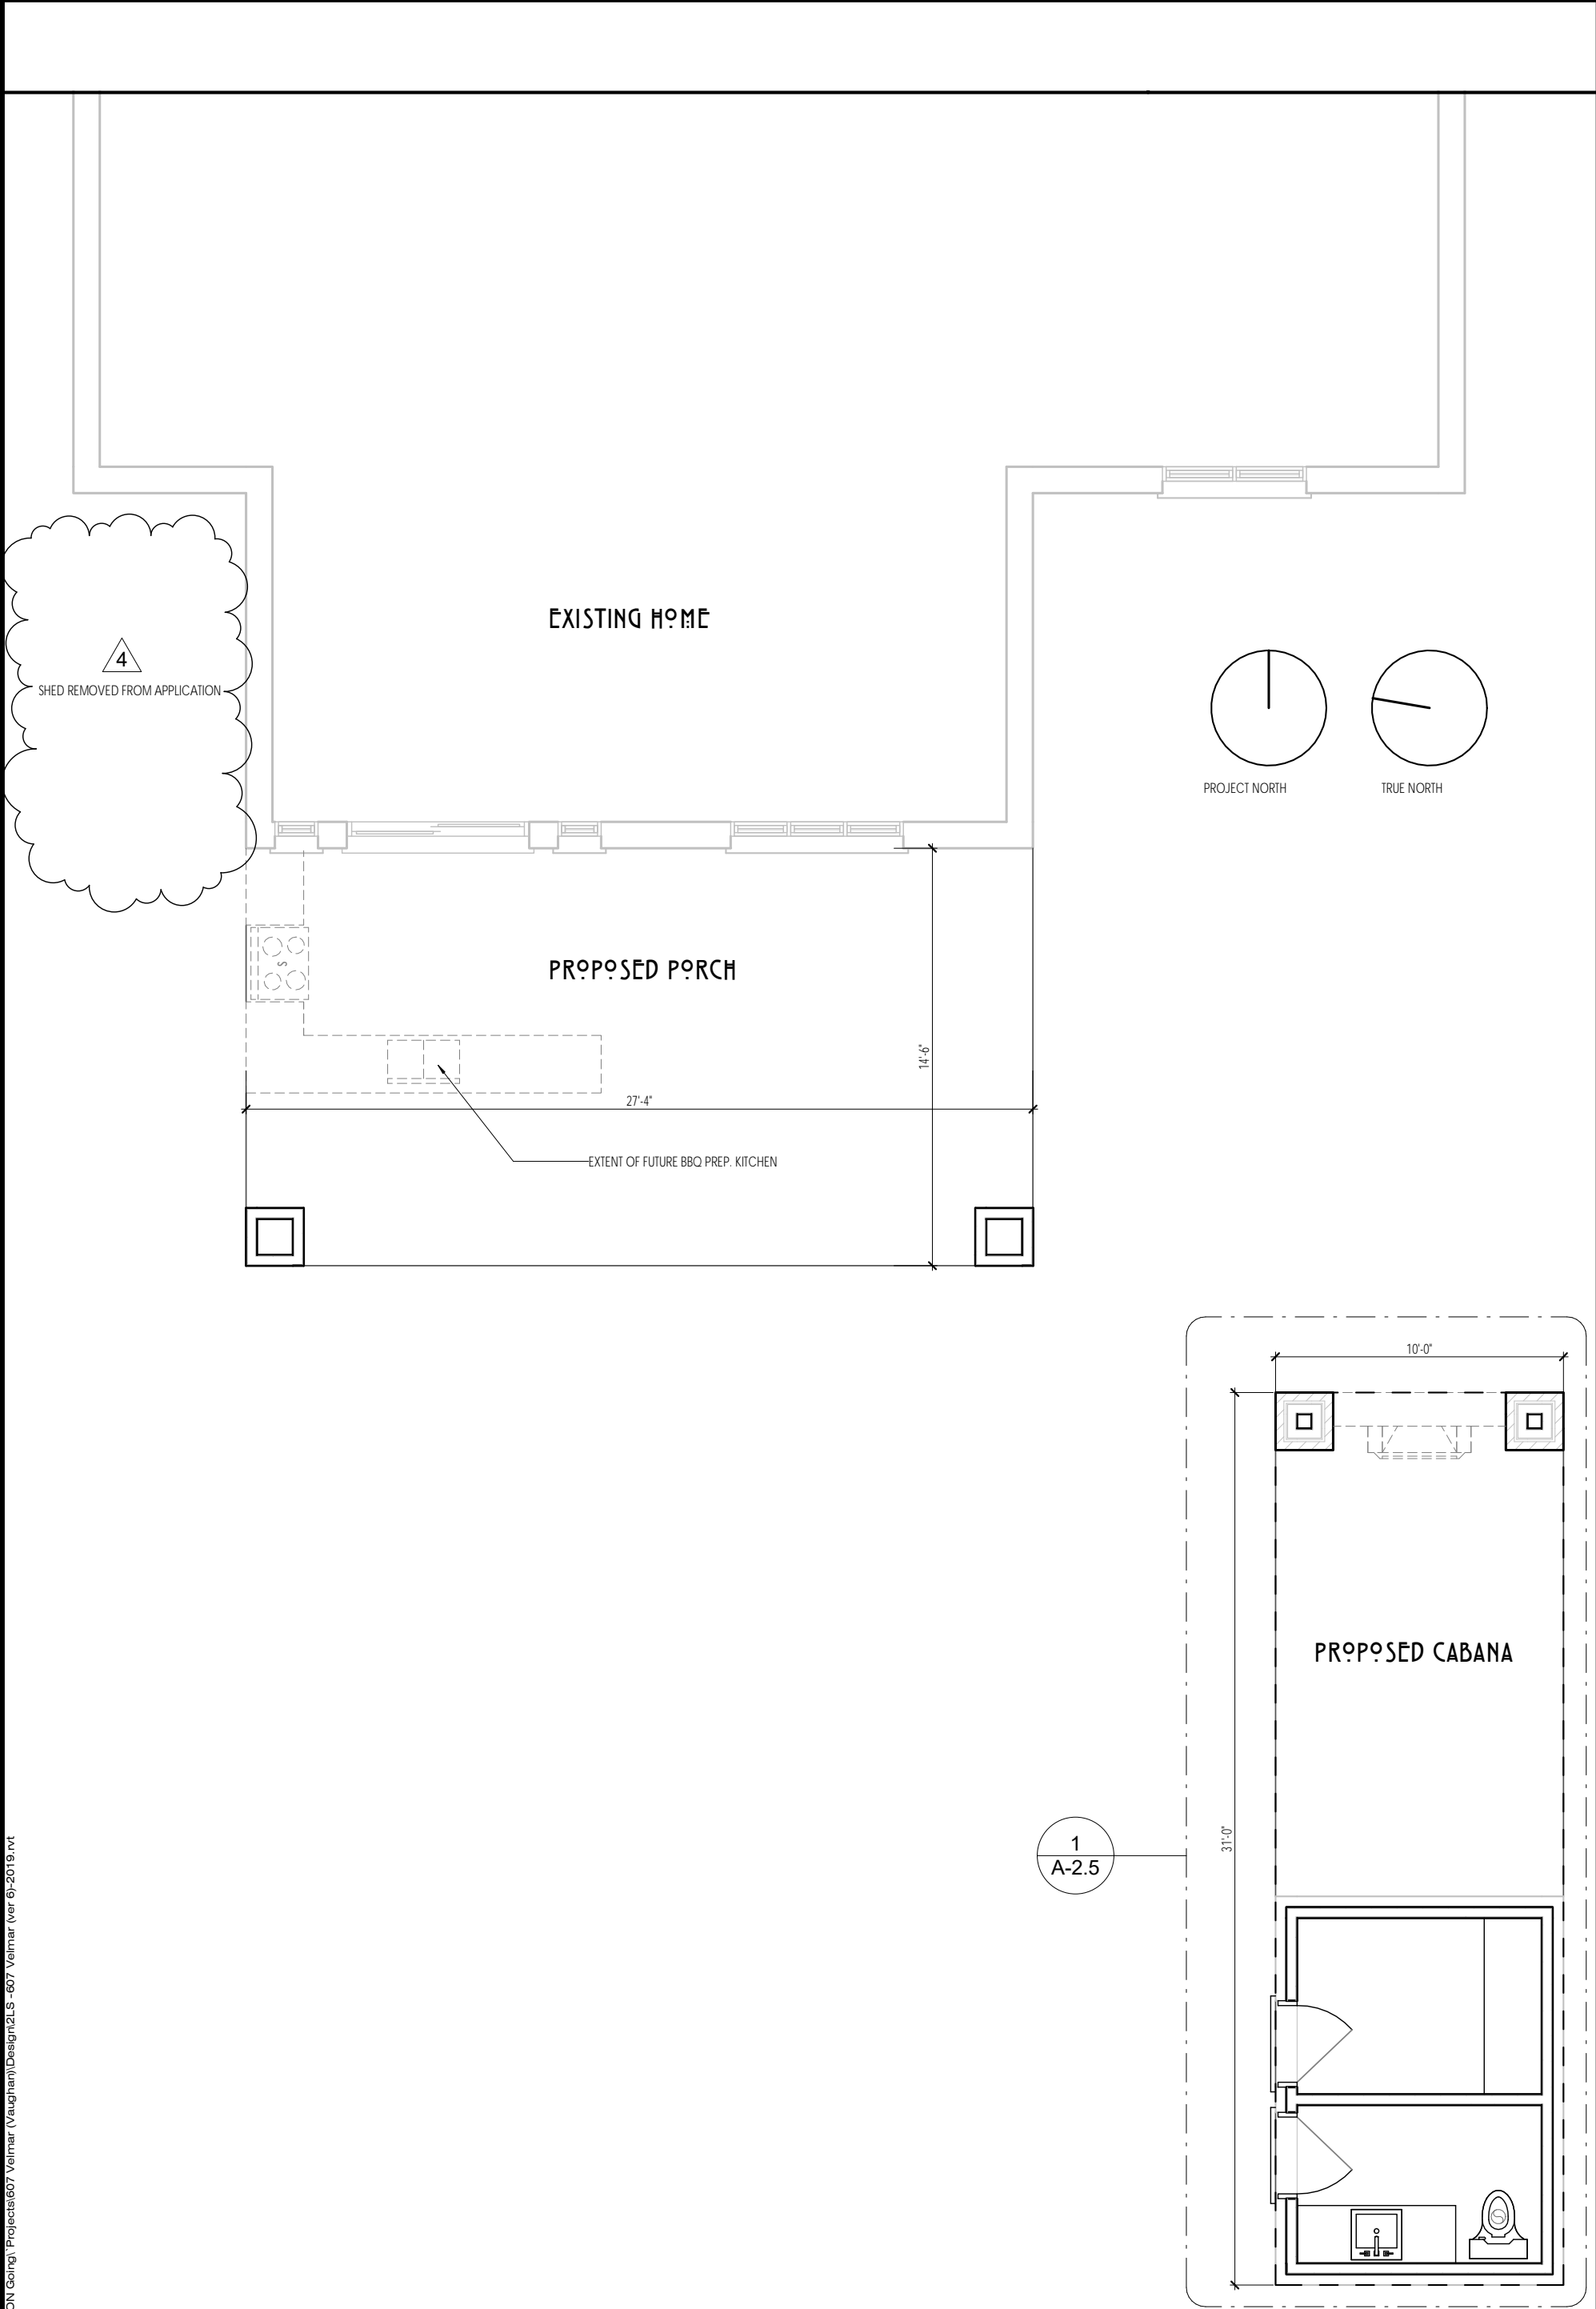 EXISTING HOME
4
SHED REMOVED FROM APPLICATION
PROJECT NORTH
TRUE NORTH
PROPOSED PORCH
14'-6"
27'-4"
EXTENT OF FUTURE BBQ PREP. KITCHEN
10'-0"
PROPOSED CABANA
31'-0"
1
A-2.5
ON Going\`Projects\607 Velmar (Vaughan)\Design\2LS -607 Velmar (ver 6)-2019.rvt